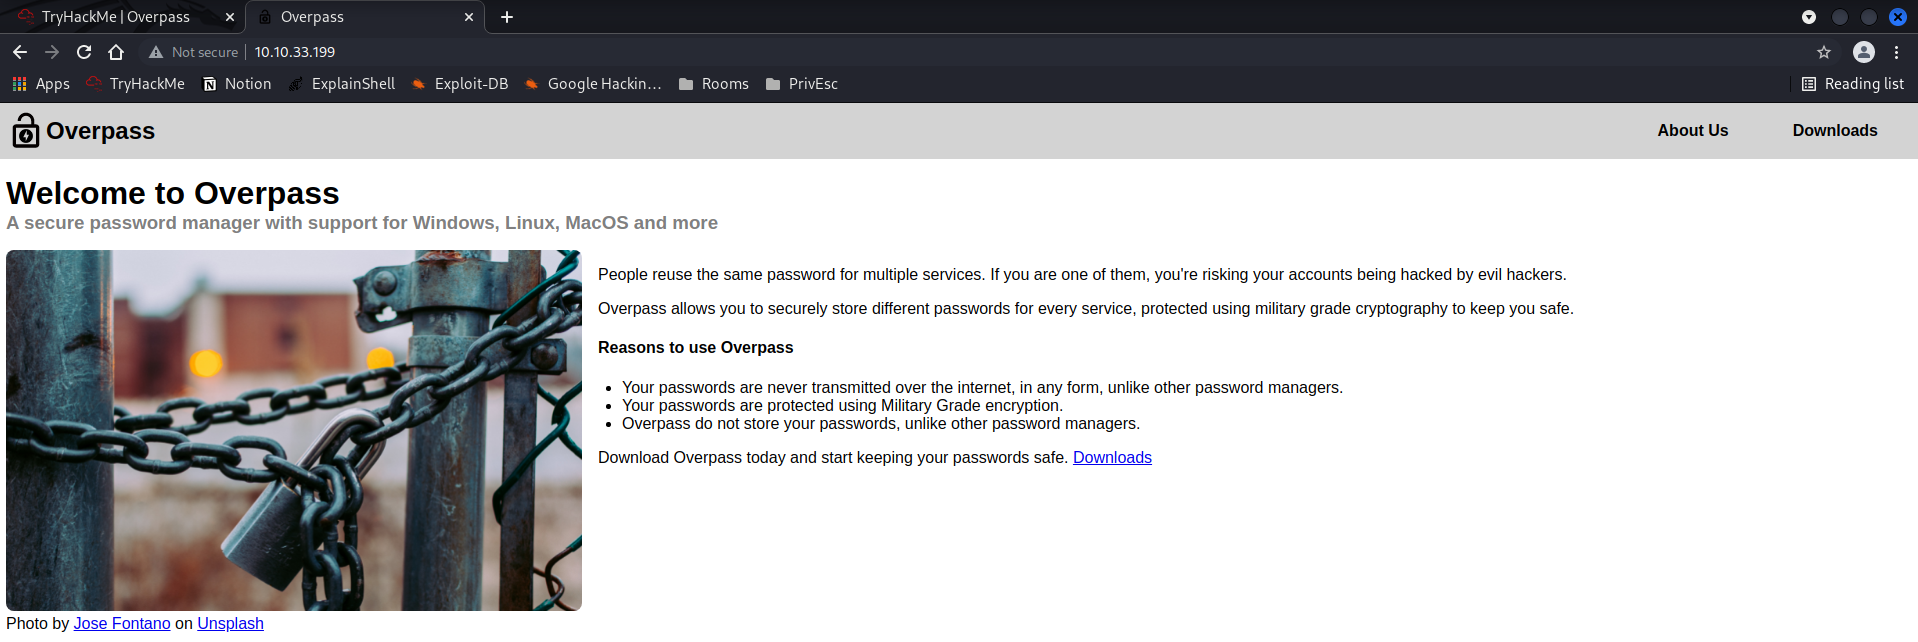 TryHackMe | Overpass
Overpass
Not secure
10.10.33.199
Apps
TryHackMe
Notion
ExplainShell
Exploit-DB
Google Hackin…
Rooms
PrivEsc
Reading list
Overpass
About Us
Downloads
Welcome to Overpass
A secure password manager with support for Windows, Linux, MacOS and more
People reuse the same password for multiple services. If you are one of them, you're risking your accounts being hacked by evil hackers.
Overpass allows you to securely store different passwords for every service, protected using military grade cryptography to keep you safe.
Reasons to use Overpass
Your passwords are never transmitted over the internet, in any form, unlike other password managers.
Your passwords are protected using Military Grade encryption.
Overpass do not store your passwords, unlike other password managers.
Download Overpass today and start keeping your passwords safe. Downloads
Photo by Jose Fontano on Unsplash